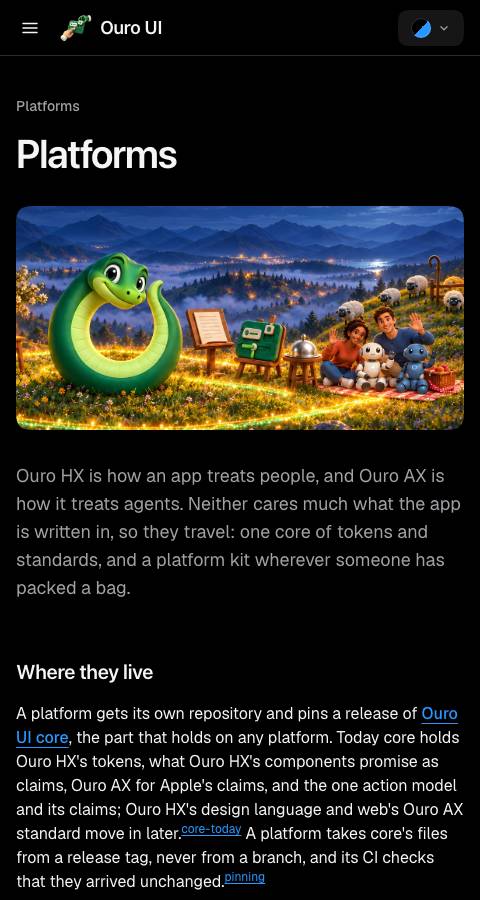 Ouro UI
Platforms
Platforms
Ouro HX is how an app treats people, and Ouro AX is
how it treats agents. Neither cares much what the app
is written in, so they travel: one core of tokens and
standards, and a platform kit wherever someone has
packed a bag.
Where they live
A platform gets its own repository and pins a release of Ouro
UI core, the part that holds on any platform. Today core holds
Ouro HX's tokens, what Ouro HX's components promise as
claims, Ouro AX for Apple's claims, and the one action model
and its claims; Ouro HX's design language and web's Ouro AX
standard move in later.core-today A platform takes core's files
from a release tag, never from a branch, and its CI checks
that they arrived unchanged.pinning